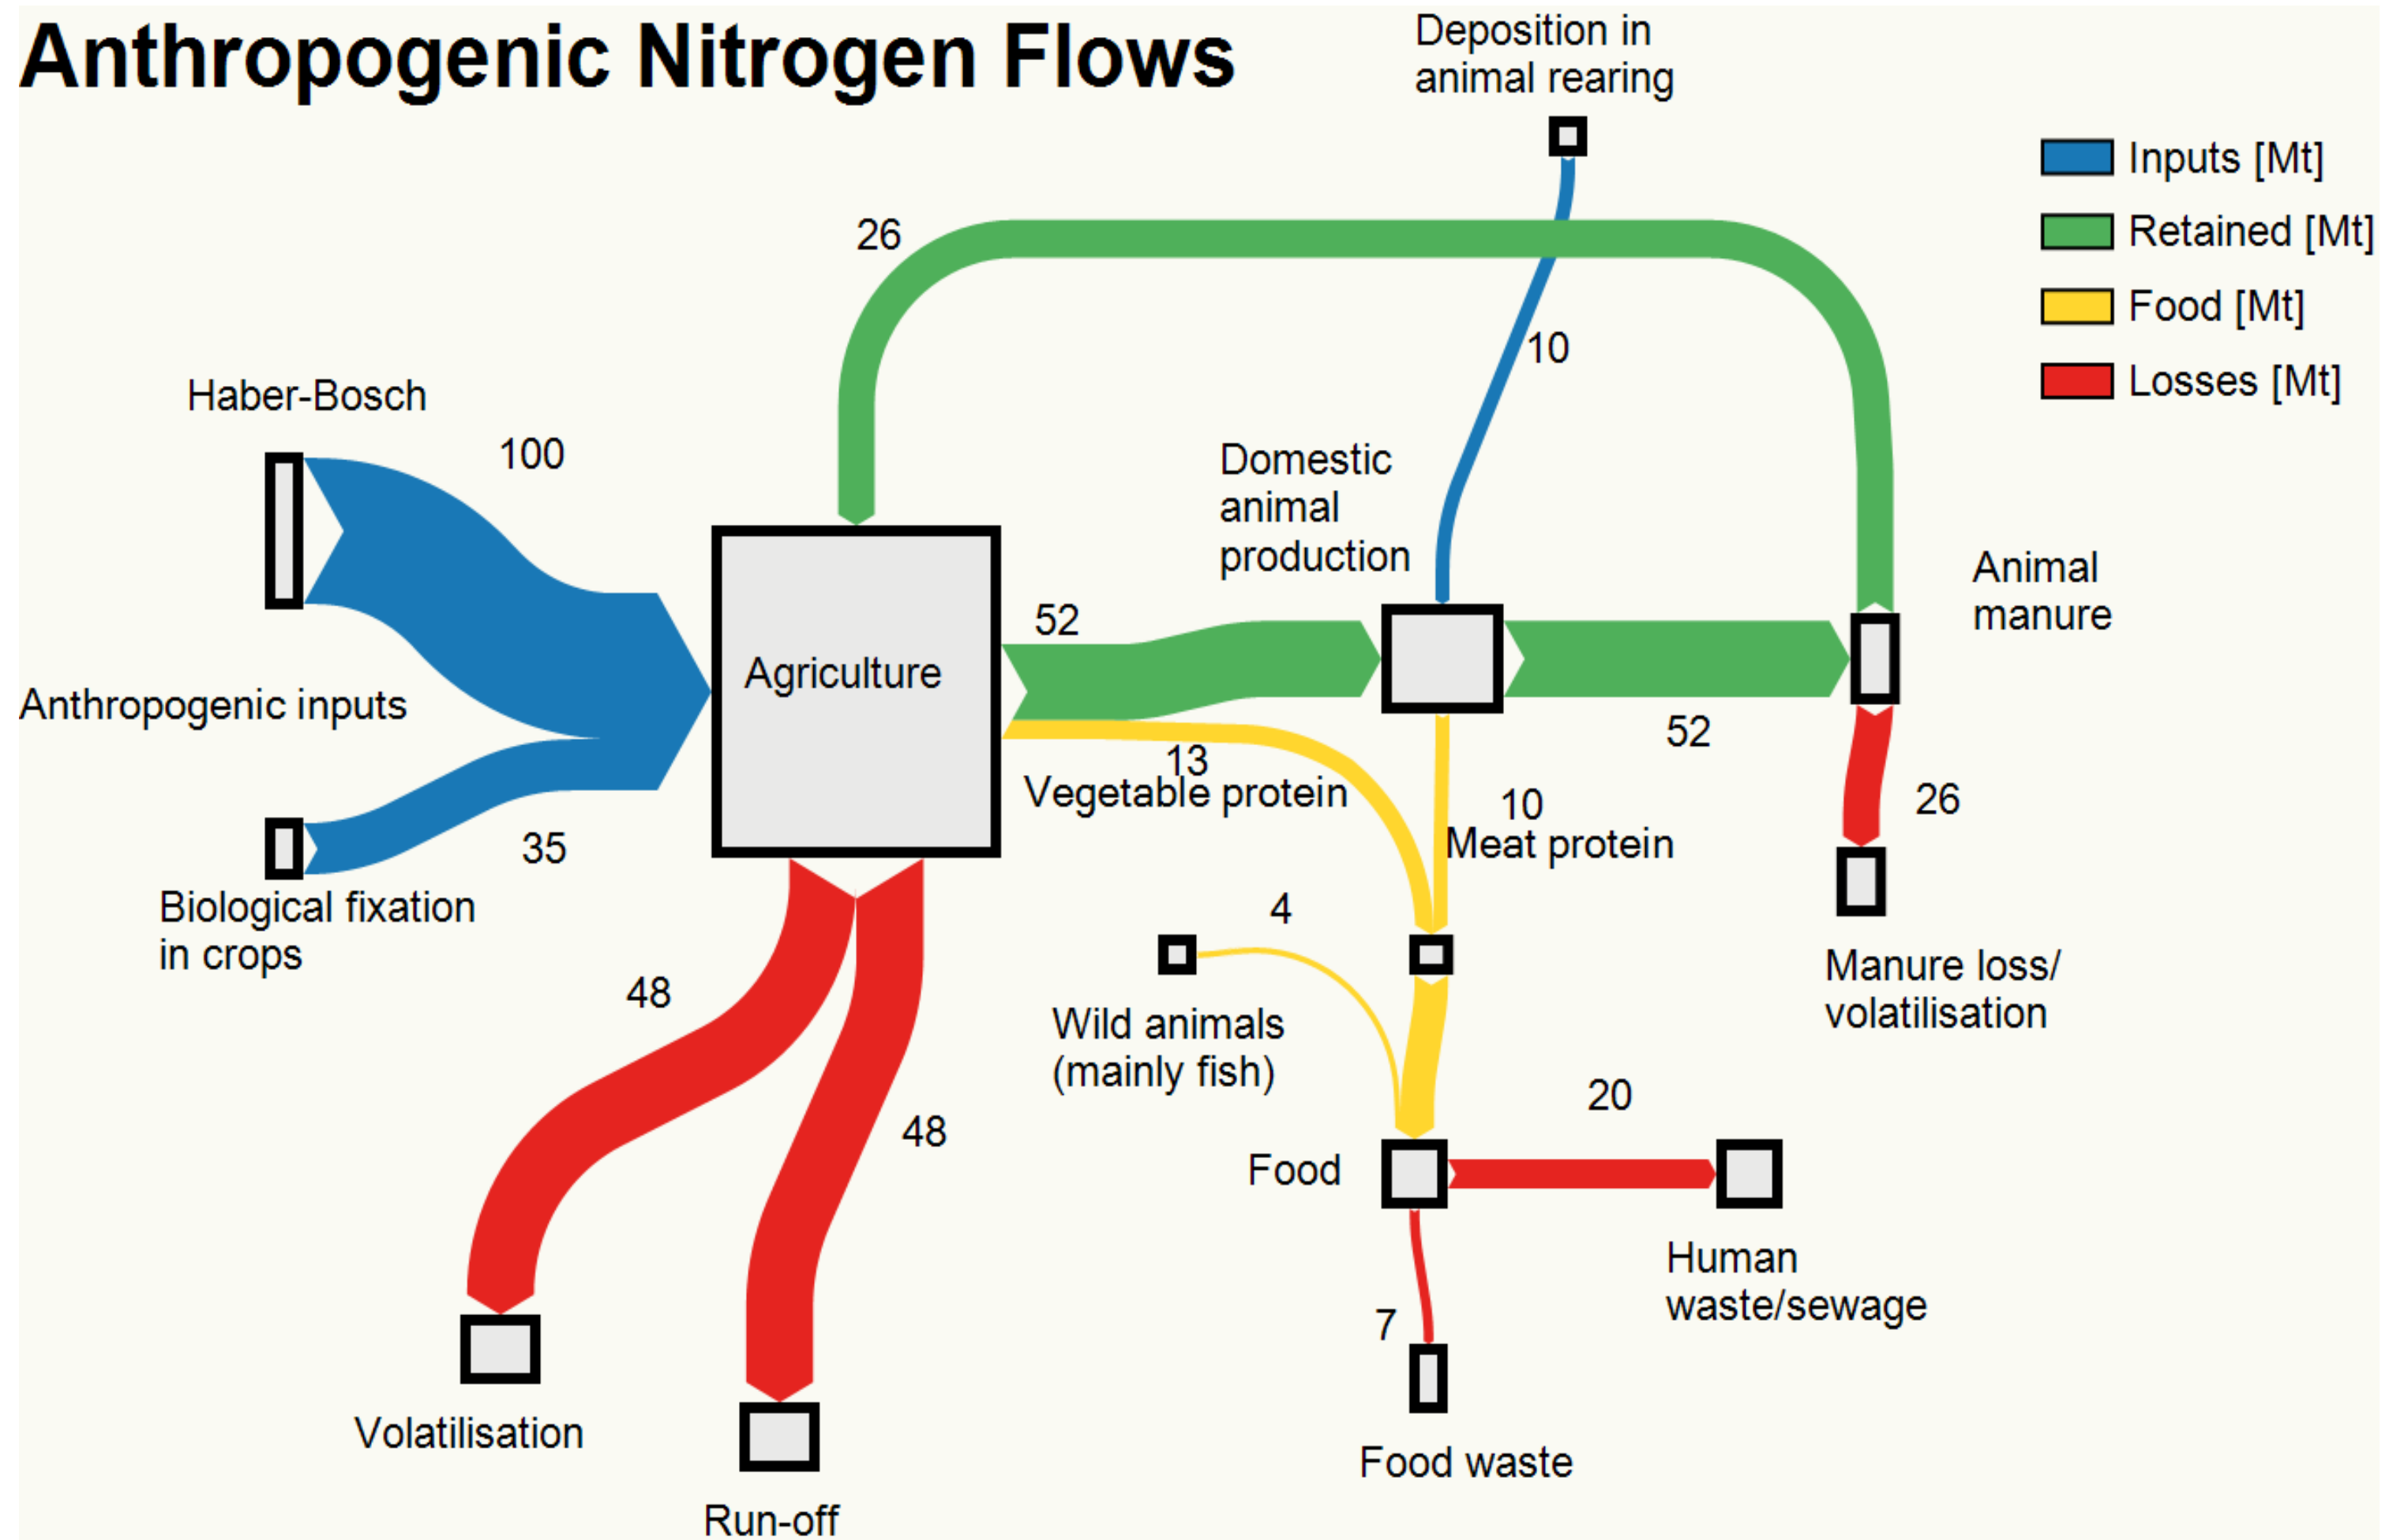 Anthropogenic Nitrogen Flows
Deposition in
animal rearing
Inputs [Mt]
Retained [Mt]
Food [Mt]
Losses [Mt]
26
10
Haber-Bosch
100
Domestic
animal
production
Animal
manure
52
Agriculture
Anthropogenic inputs
52
13
Vegetable protein
10
Meat protein
26
35
Biological fixation
in crops
4
48
Wild animals
(mainly fish)
Manure loss/
volatilisation
48
20
Food
Human
waste/sewage
7
Volatilisation
Food waste
Run-off